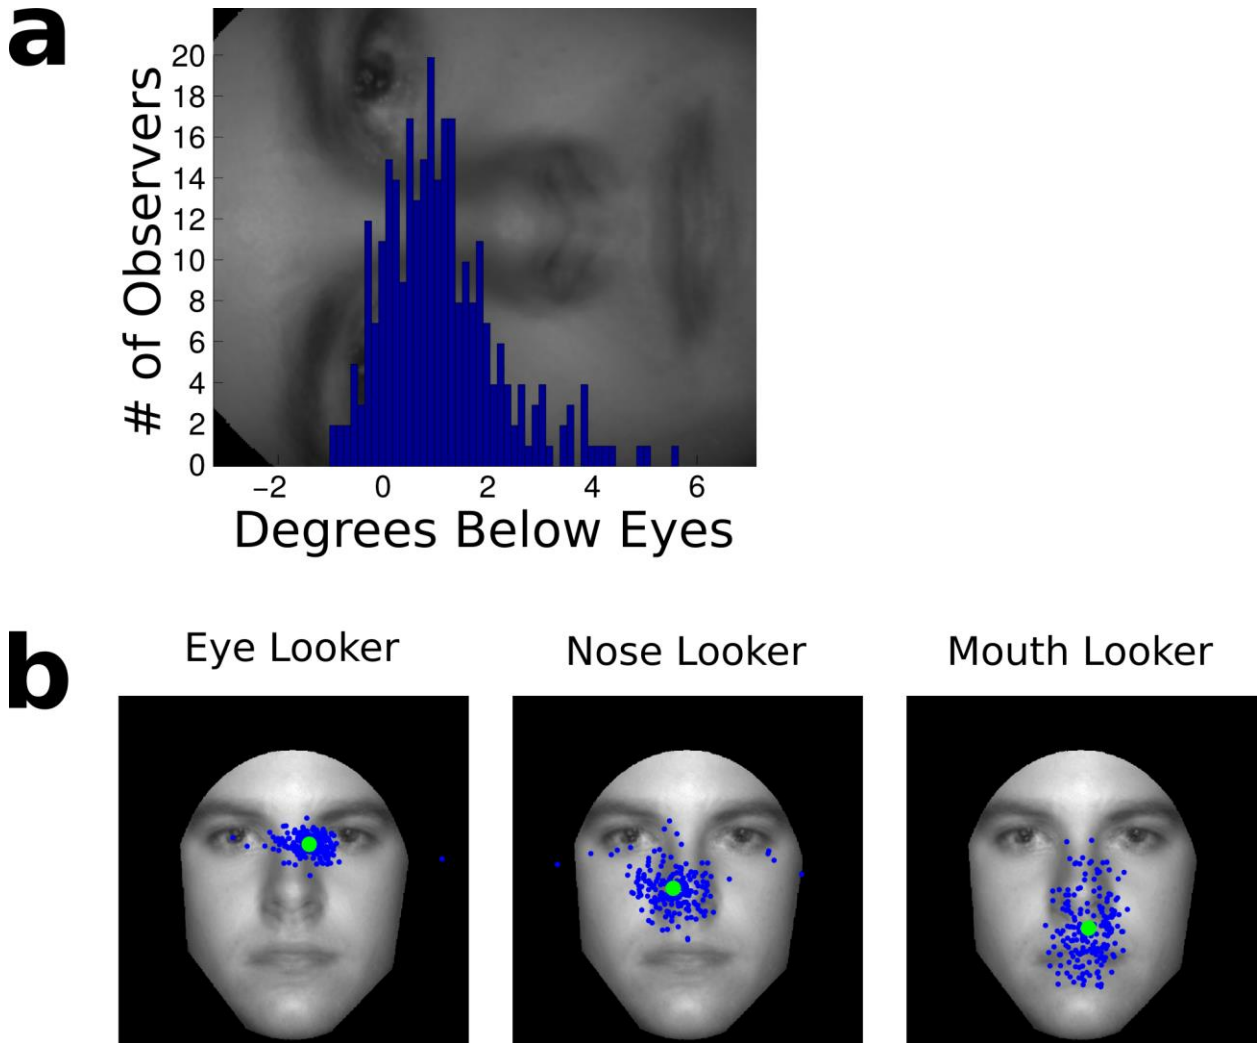 a
# of Observers
20
18
16
14
12
10
8
6
4
2
0
−2 0 2 4 6
Degrees Below Eyes
b
Eye Looker Nose Looker Mouth Looker